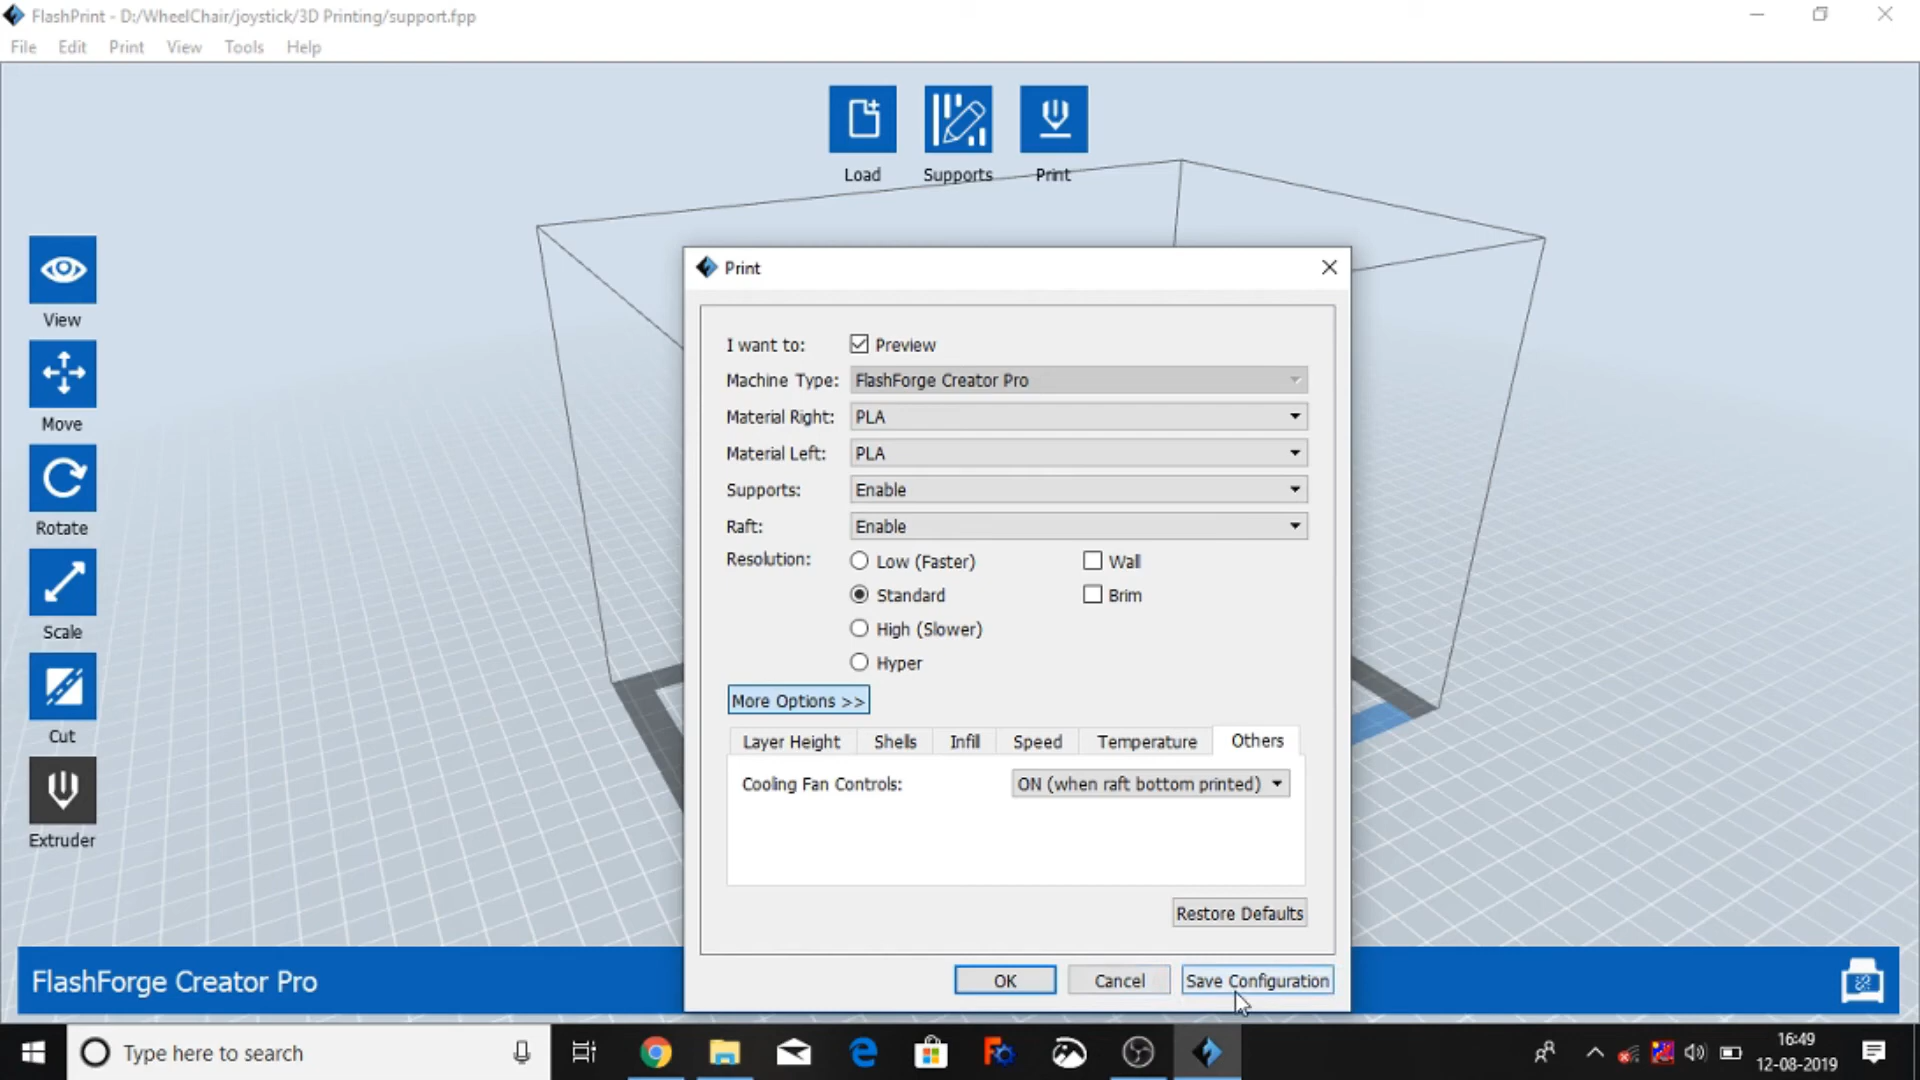 FlashPrint - D:/WheelChair/joystick/3D Printing/support.fpp
File Edit Print View Tools Help
Load Supports Print
View
Move
Rotate
Scale
Cut
Extruder
Print
I want to: Preview
Machine Type: FlashForge Creator Pro
Material Right: PLA
Material Left: PLA
Supports: Enable
Raft: Enable
Resolution: Low (Faster) Wall
Standard Brim
High (Slower)
Hyper
More Options >>
Layer Height Shells Infill Speed Temperature Others
Cooling Fan Controls: ON (when raft bottom printed)
Restore Defaults
OK Cancel Save Configuration
FlashForge Creator Pro
Type here to search
16:49
12-08-2019